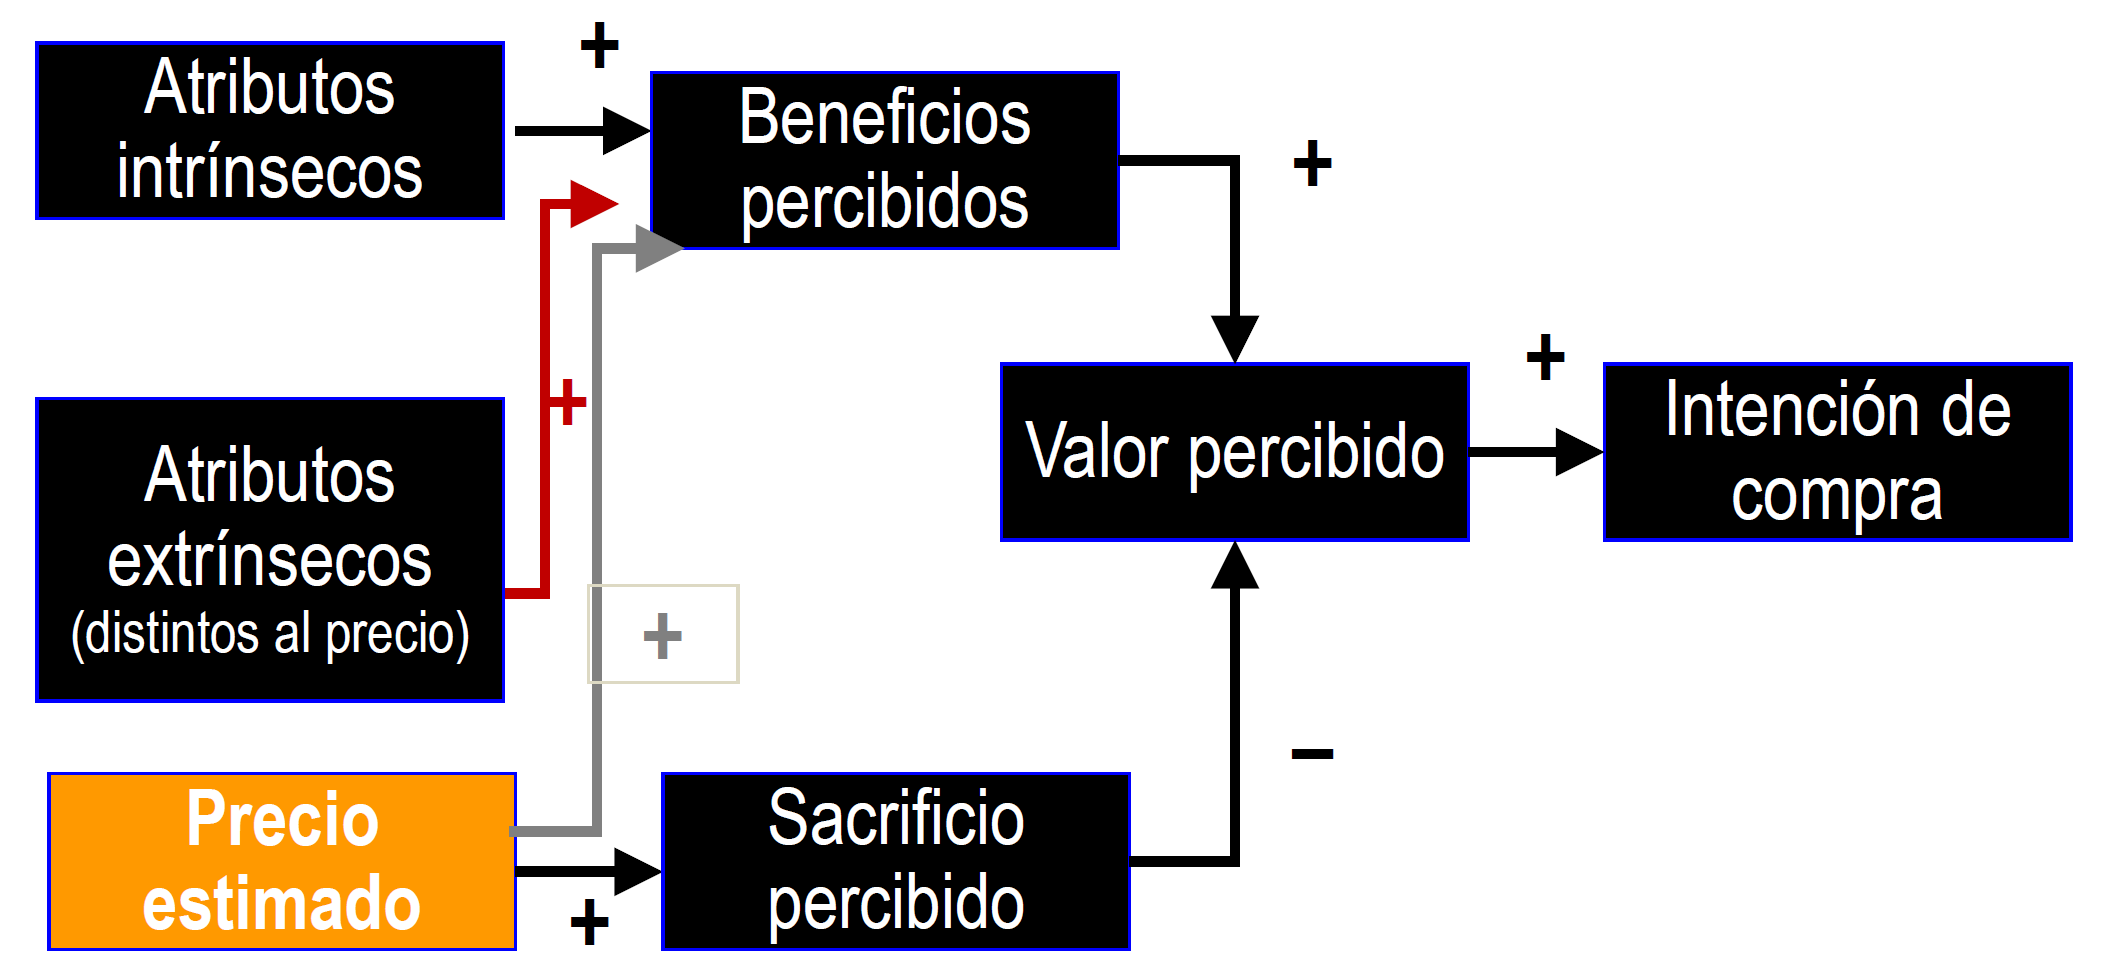 Atributos
intrínsecos
+
Beneficios
percibidos
+
Atributos
extrínsecos
(distintos al precio)
+
+
Valor percibido
+
Intención de
compra
Precio
estimado
+
Sacrificio
percibido
–